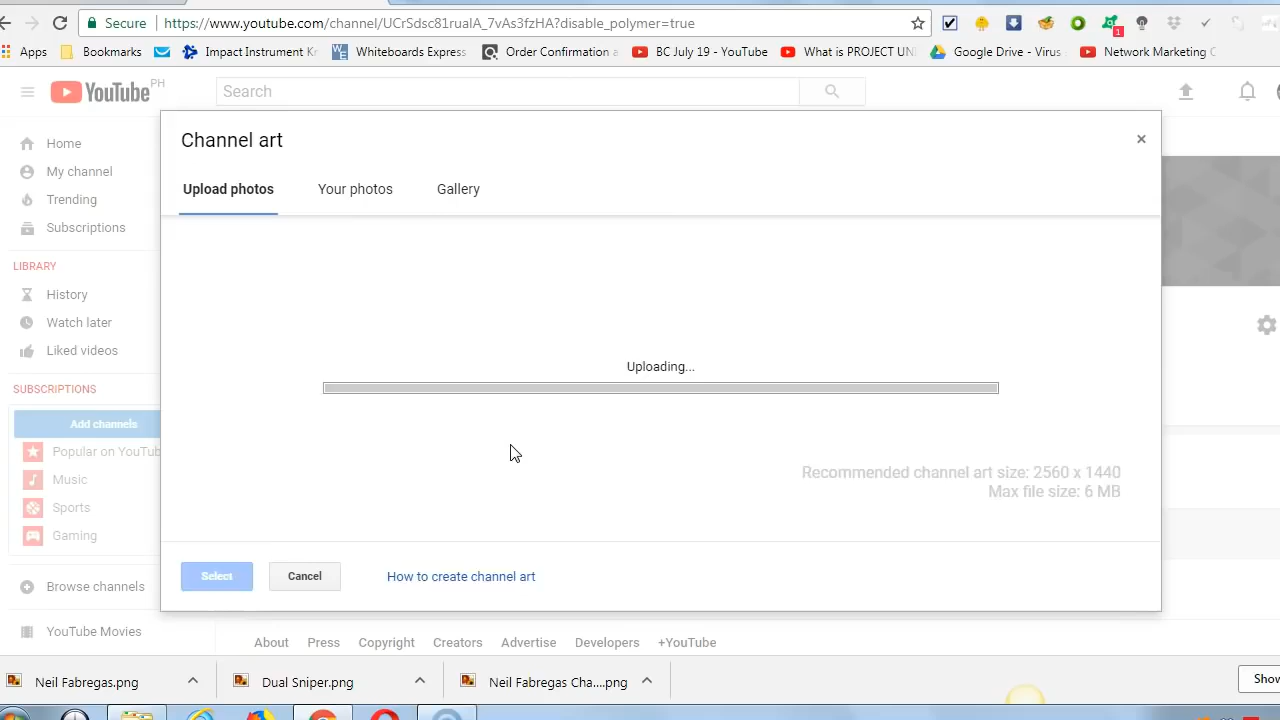 Secure
https://www.youtube.com/channel/UCrSdsc81rualA_7vAs3fzHA?disable_polymer=true
1
Apps
Bookmarks
Impact Instrument
Whiteboards Express
Order Confirmation
BC July 19 - YouTube
What is PROJECT UNI
Google Drive - Virus
Network Marketing
YouTube PH
Search
Channel art
×
Home
My channel
Trending
Subscriptions
Upload photos
Your photos
Gallery
LIBRARY
History
Watch later
Liked videos
Uploading...
SUBSCRIPTIONS
Add channels
Popular on YouTub
Music
Sports
Gaming
Recommended channel art size: 2560 x 1440
Max file size: 6 MB
Select
Cancel
How to create channel art
Browse channels
YouTube Movies
About
Press
Copyright
Creators
Advertise
Developers
+YouTube
Neil Fabregas.png
Dual Sniper.png
Neil Fabregas Cha....png
Show